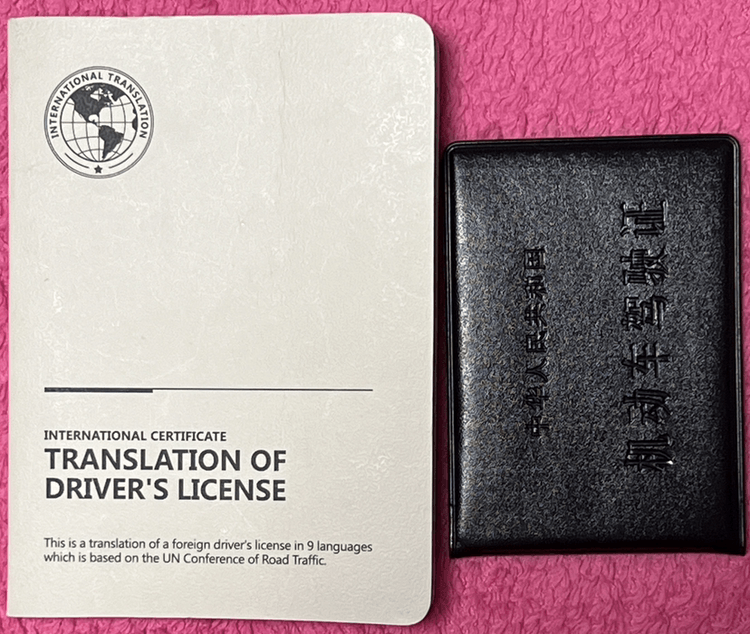 INTERNATIONAL TRANSLATION
INTERNATIONAL CERTIFICATE
TRANSLATION OF
DRIVER'S LICENSE
This is a translation of a foreign driver's license in 9 languages
which is based on the UN Conference of Road Traffic.
中华人民共和国
机动车驾驶证